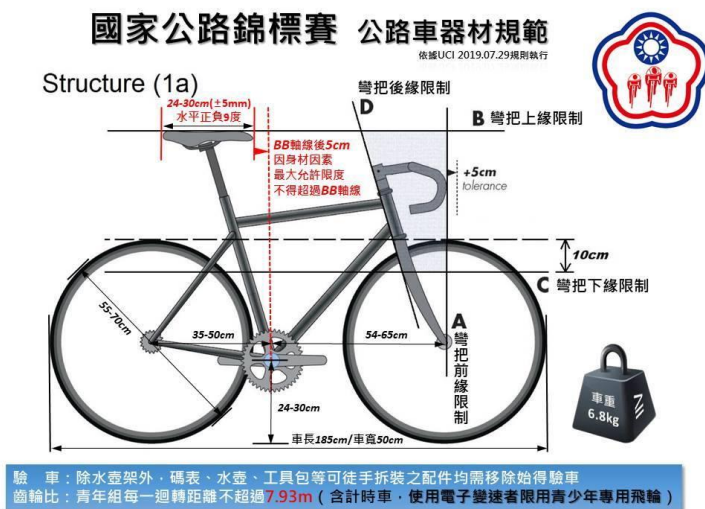 國家公路錦標賽 公路車器材規範
依據UCI 2019.07.29規則執行
Structure (1a)
24-30cm(±5mm)
水平正負9度
彎把後緣限制
D
B 彎把上緣限制
BB軸線後5cm
因身材因素
最大允許限度
不得超過BB軸線
+5cm
tolerance
10cm
C 彎把下緣限制
55-70cm
35-50cm
54-65cm
A
彎把前緣限制
24-30cm
車重
6.8kg
車長185cm/車寬50cm
驗 車：除水壺架外，碼表、水壺、工具包等可徒手拆裝之配件均需移除始得驗車
齒輪比：青年組每一迴轉距離不超過7.93m（含計時車，使用電子變速者限用青少年專用飛輪）